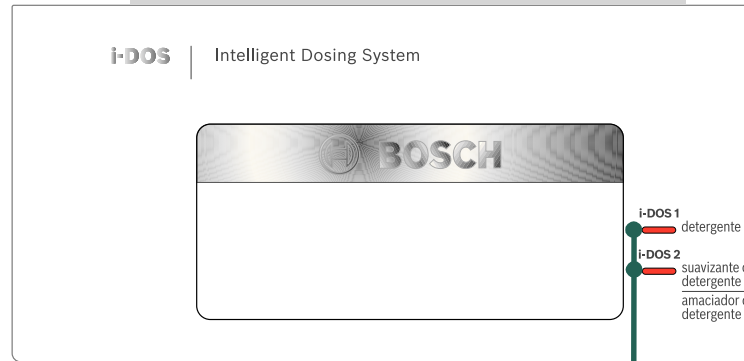 i-DOS
Intelligent Dosing System
BOSCH
i-DOS 1
detergente
i-DOS 2
suavizante
detergente
amaciador
detergente